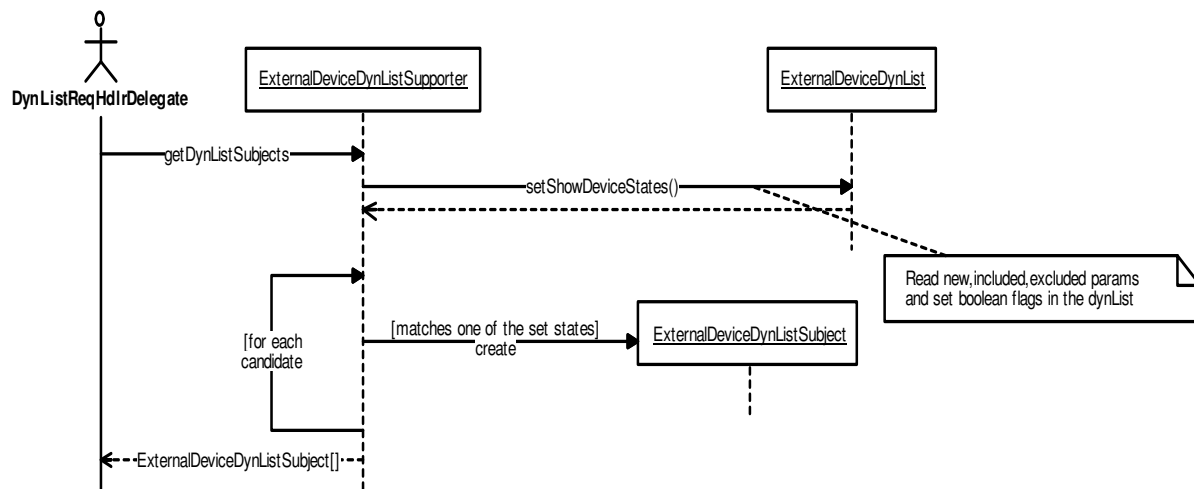 ExternalDeviceDynListSupporter
ExternalDeviceDynList
DynListReqHdlrDelegate
getDynListSubjects
setShowDeviceStates()
Read new,included,excluded params
and set boolean flags in the dynList
[for each
candidate
[matches one of the set states]
create
ExternalDeviceDynListSubject
ExternalDeviceDynListSubject[]